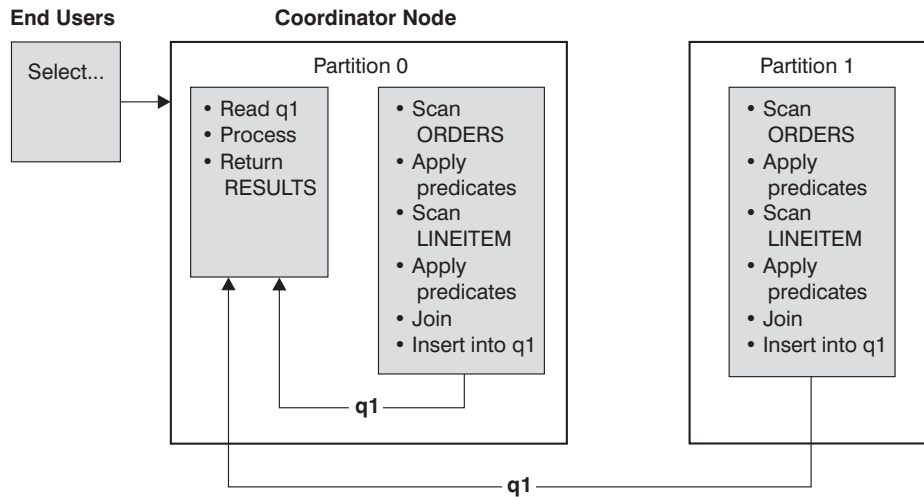 End Users
Coordinator Node
Select...
Partition 0
• Read q1
• Process
• Return
RESULTS
• Scan
ORDERS
• Apply
predicates
• Scan
LINEITEM
• Apply
predicates
• Join
• Insert into q1
q1
Partition 1
• Scan
ORDERS
• Apply
predicates
• Scan
LINEITEM
• Apply
predicates
• Join
• Insert into q1
q1